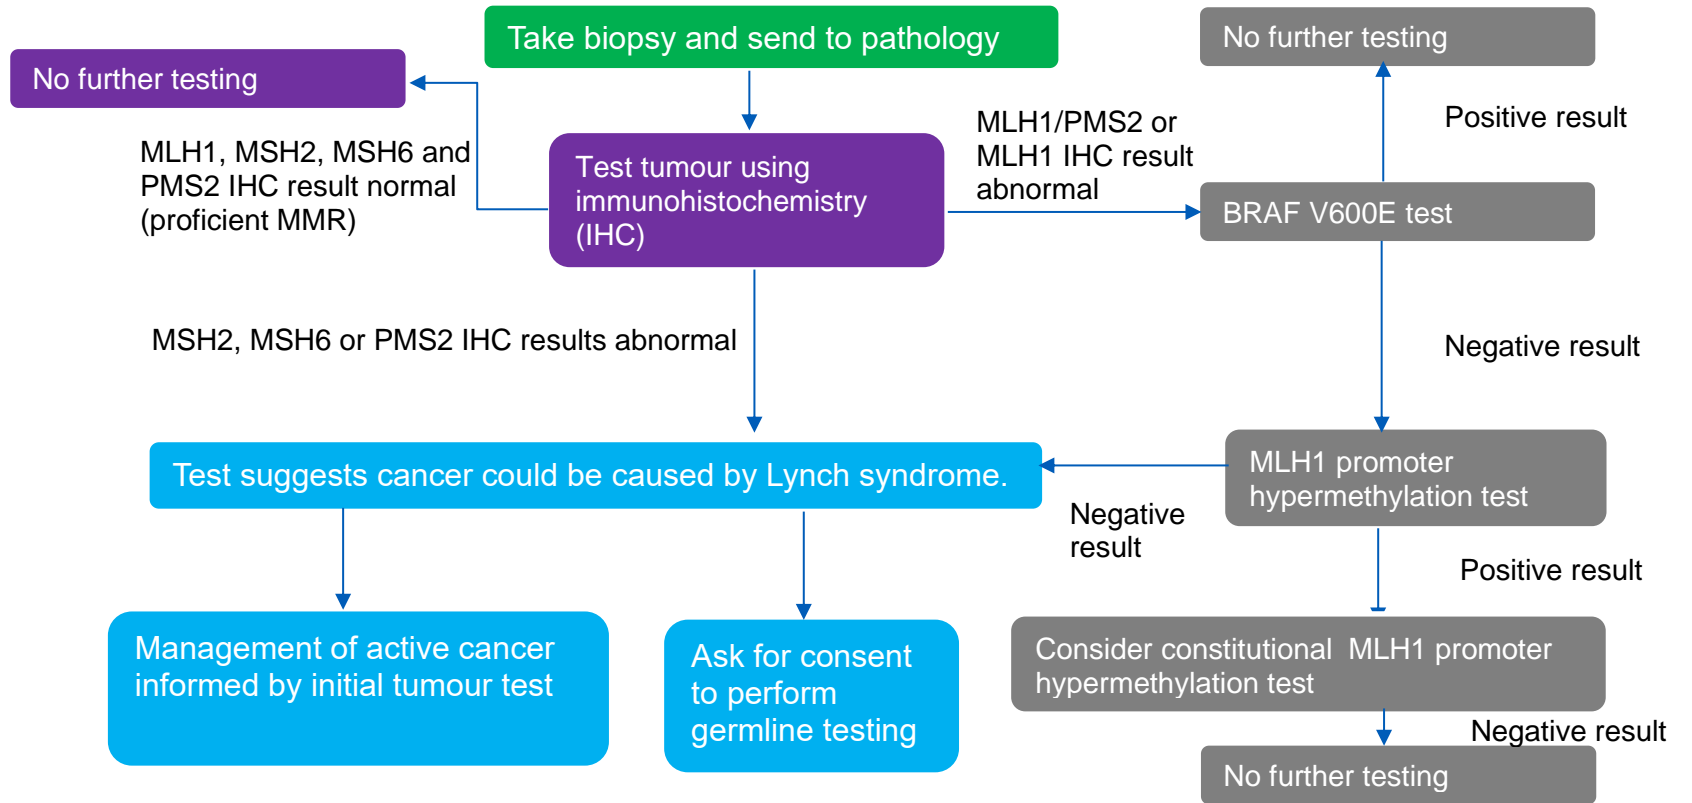 Take biopsy and send to pathology
No further testing
No further testing
MLH1, MSH2, MSH6 and
PMS2 IHC result normal
(proficient MMR)
Test tumour using
immunohistochemistry
(IHC)
MLH1/PMS2 or
MLH1 IHC result
abnormal
Positive result
BRAF V600E test
MSH2, MSH6 or PMS2 IHC results abnormal
Negative result
Test suggests cancer could be caused by Lynch syndrome.
MLH1 promoter
hypermethylation test
Negative
result
Positive result
Management of active cancer
informed by initial tumour test
Ask for consent
to perform
germline testing
Consider constitutional  MLH1 promoter
hypermethylation test
Negative result
No further testing